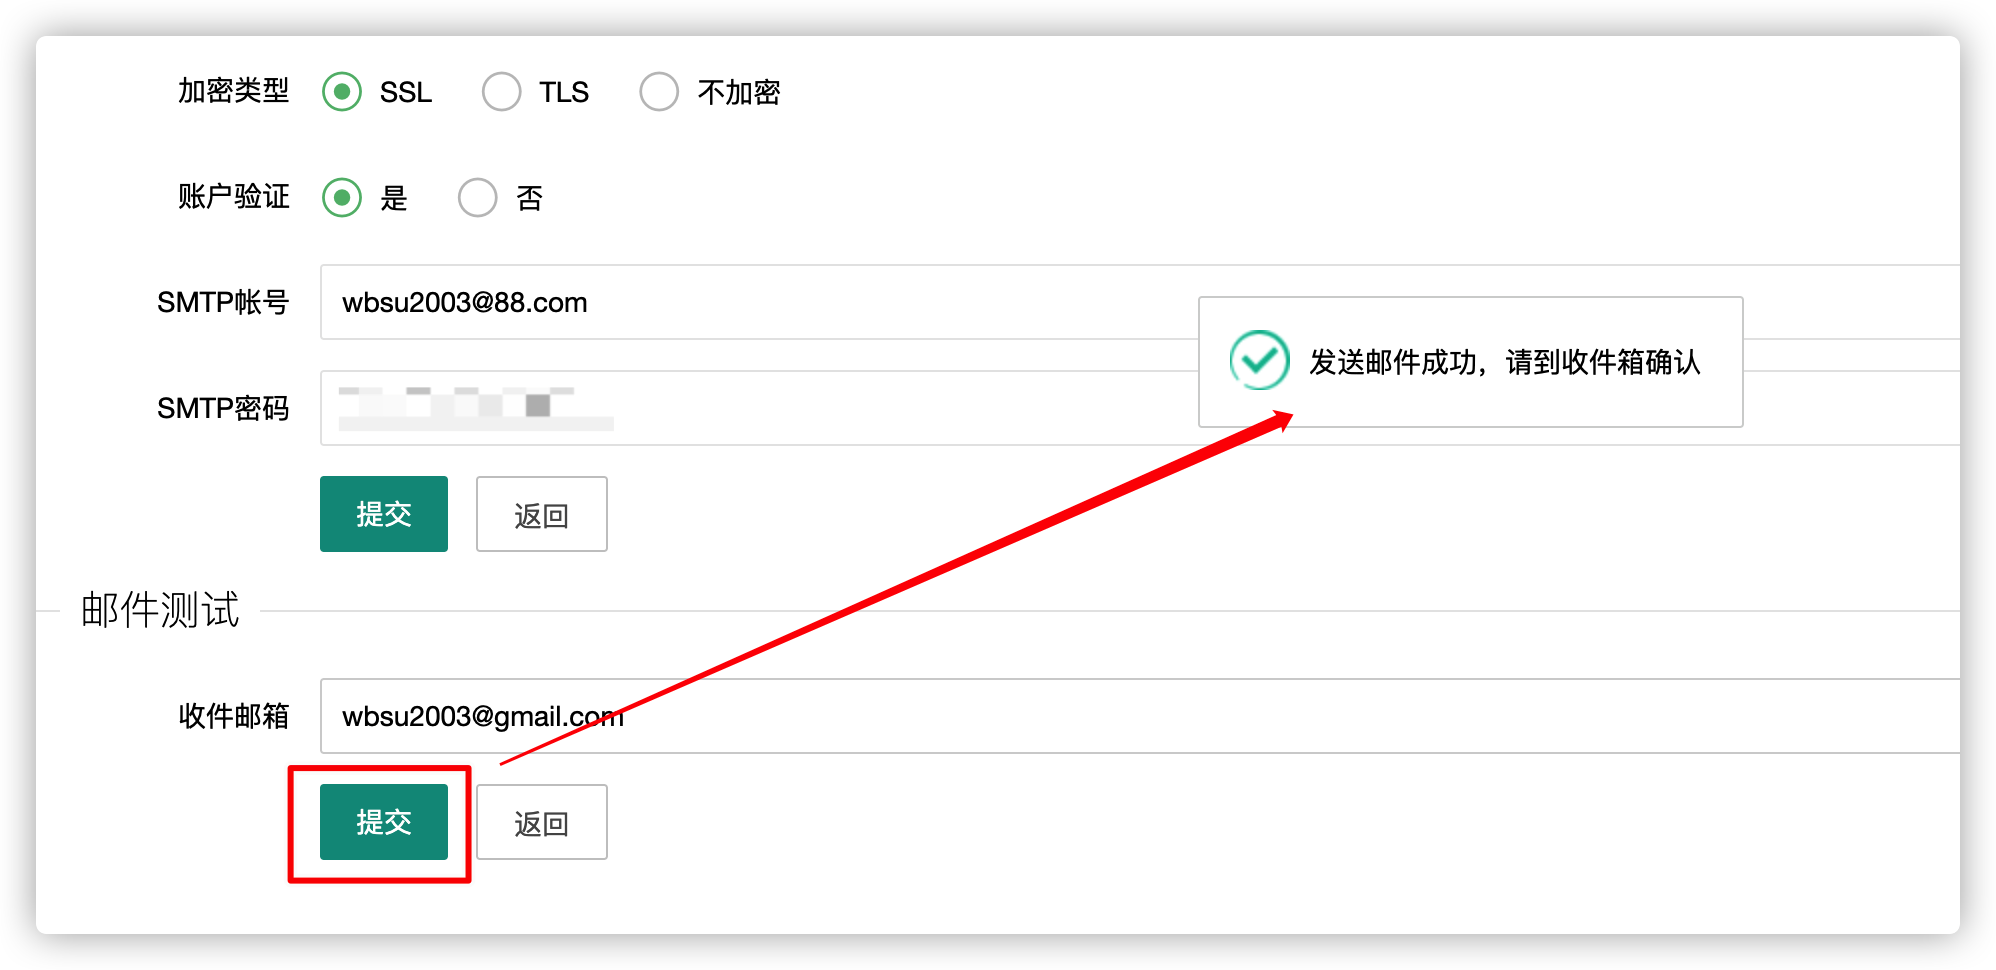 加密类型 SSL TLS 不加密
账户验证 是 否
SMTP帐号 wbsu2003@88.com
发送邮件成功，请到收件箱确认
SMTP密码
提交 返回
邮件测试
收件邮箱 wbsu2003@gmail.com
提交 返回